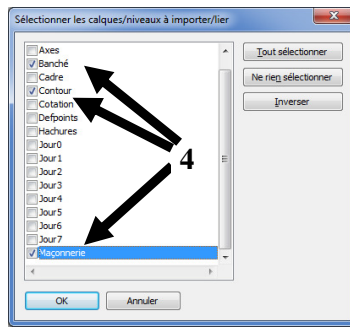 Sélectionner les calques/niveaux à importer/lier
Axes
Banché
Cadre
Contour
Cotation
Defpoints
Hachures
Jour0
Jour1
Jour2
Jour3
Jour4
Jour5
Jour6
Jour7
Maçonnerie
Tout sélectionner
Ne rien sélectionner
Inverser
4
OK
Annuler